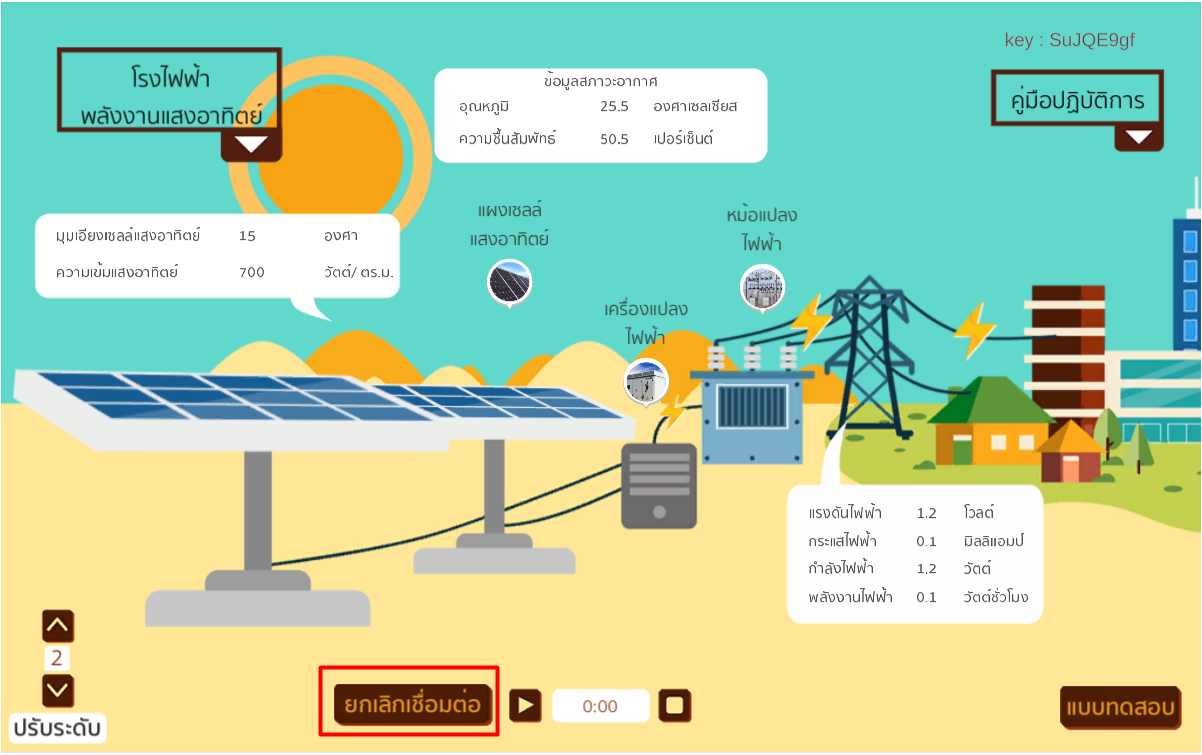 key : SuJQE9gf
โรงไฟฟ้า
พลังงานแสงอาทิตย์
ข้อมูลสภาวะอากาศ
อุณหภูมิ 25.5 องศาเซลเซียส
ความชื้นสัมพัทธ์ 50.5 เปอร์เซ็นต์
คู่มือปฏิบัติการ
มุมเอียงเซลล์แสงอาทิตย์ 15 องศา
ความเข้มแสงอาทิตย์ 700 วัตต์/ ตร.ม.
แผงเซลล์
แสงอาทิตย์
หม้อแปลง
ไฟฟ้า
เครื่องแปลง
ไฟฟ้า
แรงดันไฟฟ้า 1.2 โวลต์
กระแสไฟฟ้า 0.1 มิลลิแอมป์
กำลังไฟฟ้า 1.2 วัตต์
พลังงานไฟฟ้า 0.1 วัตต์ชั่วโมง
2
ปรับระดับ
ยกเลิกเชื่อมต่อ
0:00
แบบทดสอบ